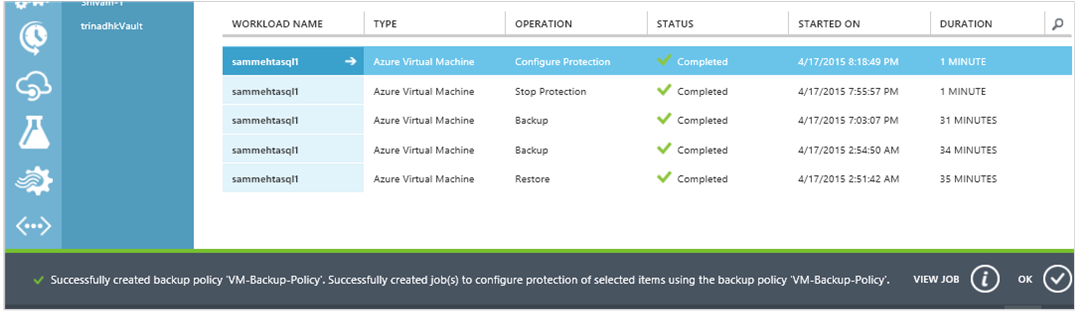 Shivam-1
trinadhkVault
WORKLOAD NAME TYPE OPERATION STATUS STARTED ON DURATION
sammehtasql1 Azure Virtual Machine Configure Protection Completed 4/17/2015 8:18:49 PM 1 MINUTE
sammehtasql1 Azure Virtual Machine Stop Protection Completed 4/17/2015 7:55:57 PM 1 MINUTE
sammehtasql1 Azure Virtual Machine Backup Completed 4/17/2015 7:03:07 PM 31 MINUTES
sammehtasql1 Azure Virtual Machine Backup Completed 4/17/2015 2:54:50 AM 34 MINUTES
sammehtasql1 Azure Virtual Machine Restore Completed 4/17/2015 2:51:42 AM 35 MINUTES
Successfully created backup policy 'VM-Backup-Policy'. Successfully created job(s) to configure protection of selected items using the backup policy 'VM-Backup-Policy'. VIEW JOB OK